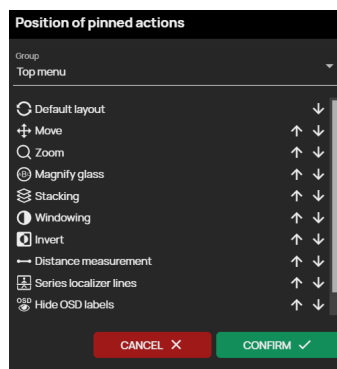 Position of pinned actions
Group
Top menu
Default layout
Move
Zoom
Magnify glass
Stacking
Windowing
Invert
Distance measurement
Series localizer lines
OSD Hide OSD labels
CANCEL
CONFIRM